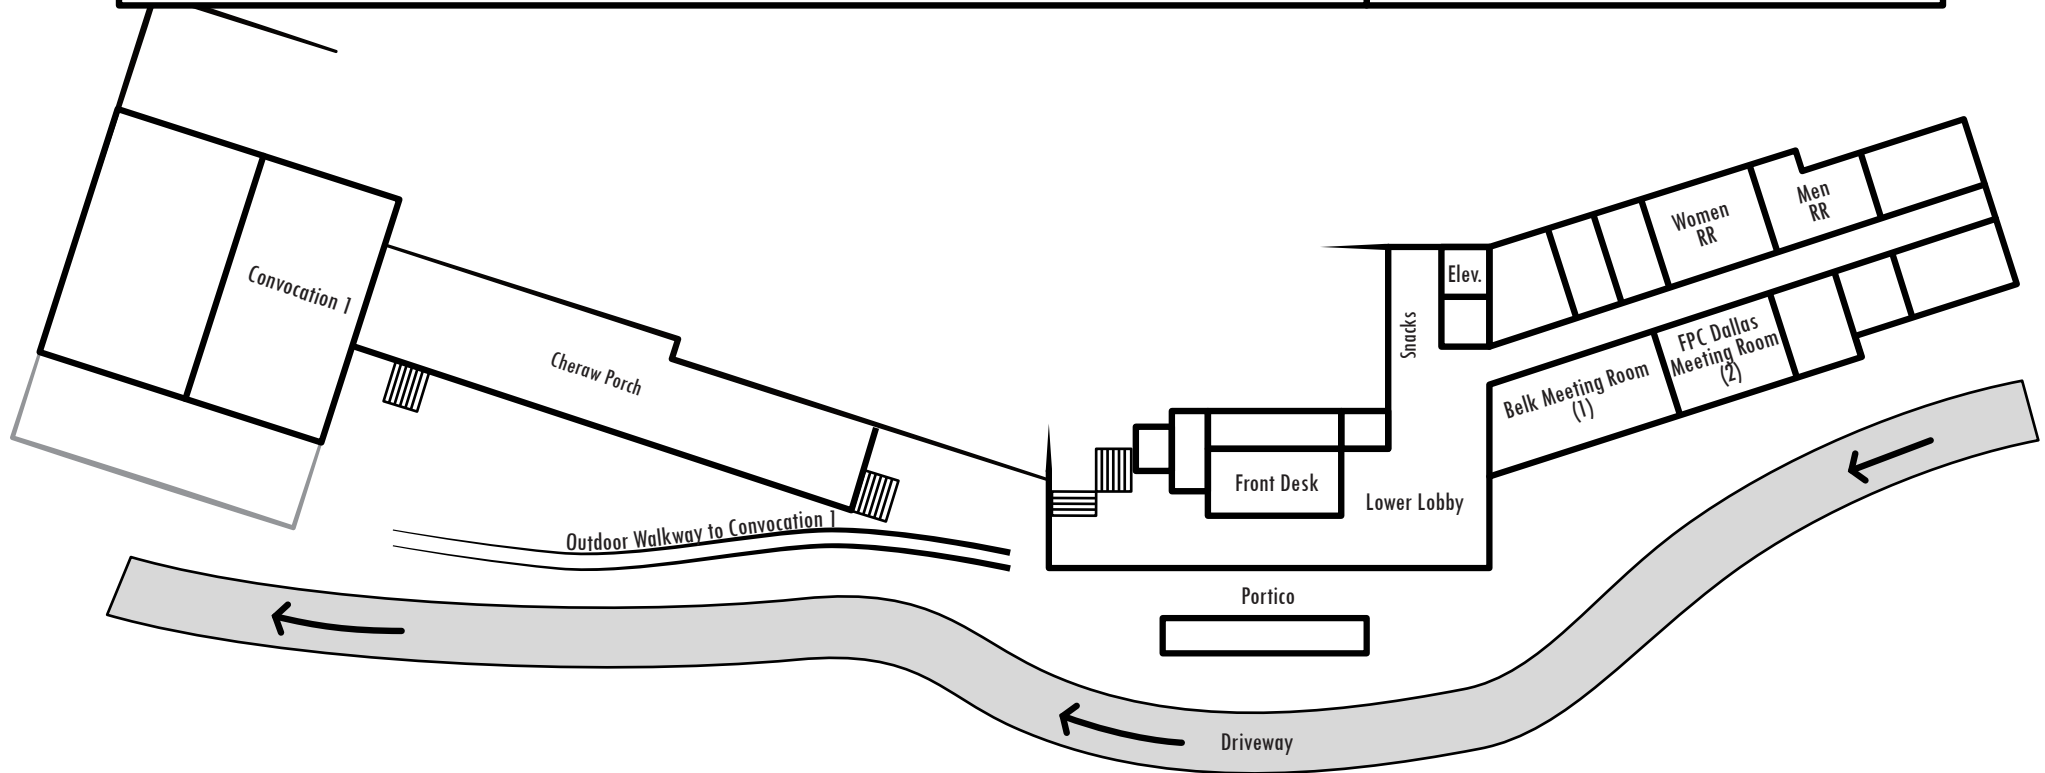 Convocation 1
Cheraw Porch
Outdoor Walkway to Convocation 1
Snacks
Elev.
Women
RR
Men
RR
Belk Meeting Room
(1)
FPC Dallas
Meeting Room
(2)
Front Desk
Lower Lobby
Portico
Driveway